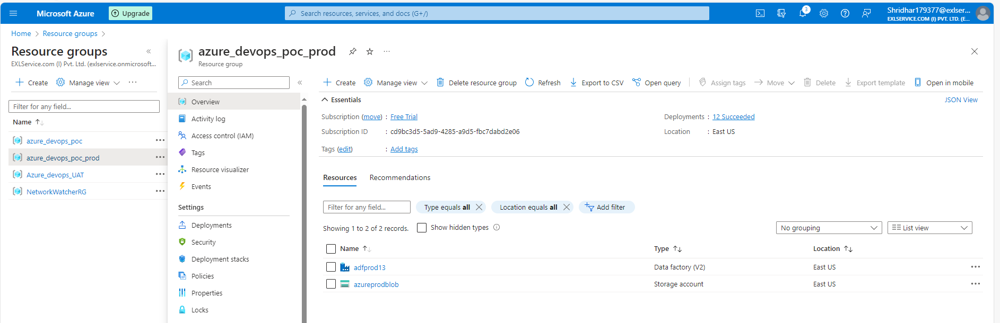 Microsoft Azure
Upgrade
Search resources, services, and docs (G+/)
3
Shridhar179377@exlser...
EXLSERVICE.COM (I) PVT. LTD. (E...
Home > Resource groups >
Resource groups
EXLService.com (I) Pvt. Ltd. (exlservice.onmicrosoft...
Create
Manage view
Filter for any field...
Name
azure_devops_poc
azure_devops_poc_prod
Azure_devops_UAT
NetworkWatcherRG
azure_devops_poc_prod
Resource group
Search
Overview
Activity log
Access control (IAM)
Tags
Resource visualizer
Events
Settings
Deployments
Security
Deployment stacks
Policies
Properties
Locks
Create
Manage view
Delete resource group
Refresh
Export to CSV
Open query
Assign tags
Move
Delete
Export template
Open in mobile
Essentials
JSON View
Subscription (move) : Free Trial
Subscription ID : cd9bc3d5-5ad9-4285-a9d5-fbc7dabd2e06
Tags (edit) : Add tags
Deployments : 12 Succeeded
Location : East US
Resources
Recommendations
Filter for any field...
Type equals all
Location equals all
Add filter
Showing 1 to 2 of 2 records.
Show hidden types
No grouping
List view
Name Type Location
adfprod13 Data factory (V2) East US
azureprodblob Storage account East US